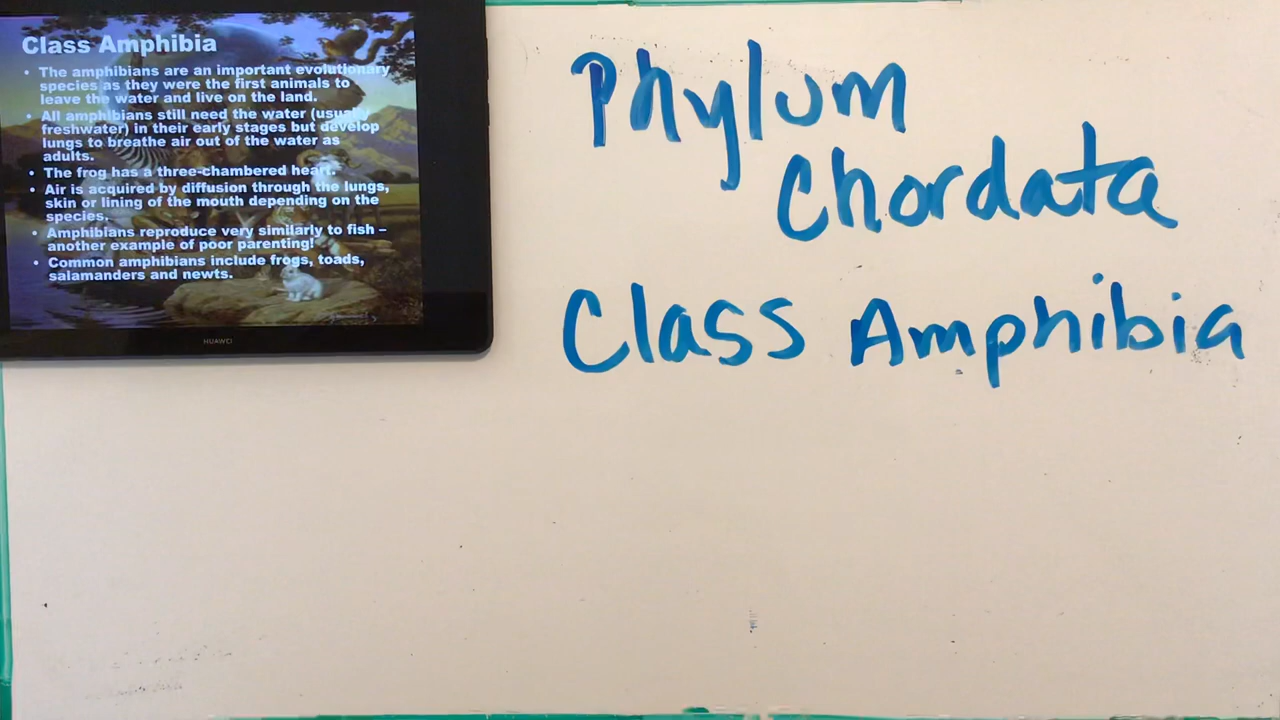 Class Amphibia
• The amphibians are an important evolutionary
species as they were the first animals to
leave the water and live on the land.
• All amphibians still need the water (usually
freshwater) in their early stages but develop
lungs to breathe air out of the water as
adults.
• The frog has a three-chambered heart.
• Air is acquired by diffusion through the lungs,
skin or lining of the mouth depending on the
species.
• Amphibians reproduce very similarly to fish –
another example of poor parenting!
• Common amphibians include frogs, toads,
salamanders and newts.
HUAWEI
Phylum
Chordata
Class Amphibia